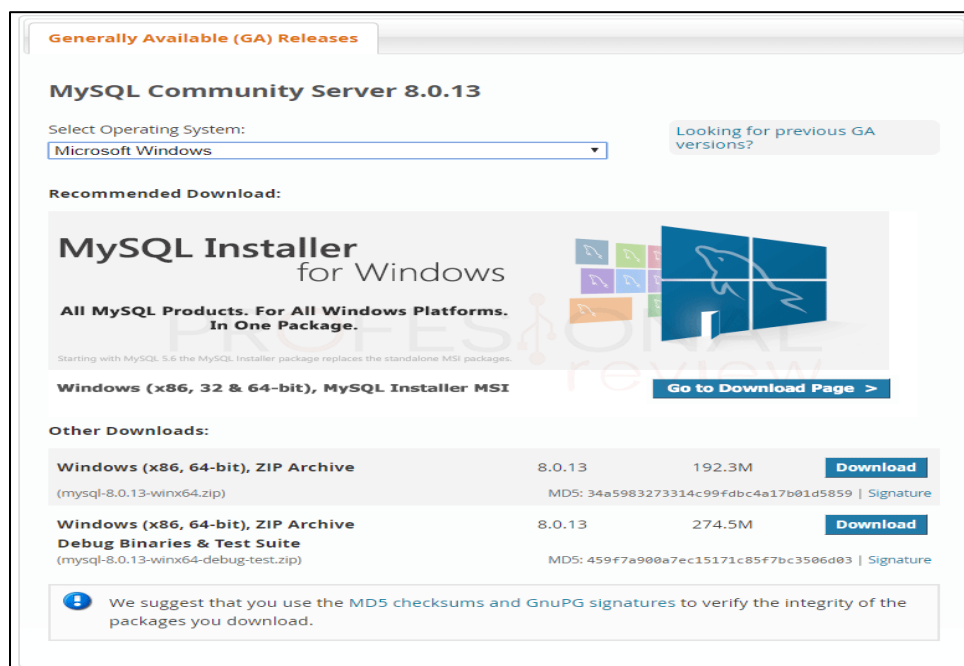 Generally Available (GA) Releases
MySQL Community Server 8.0.13
Select Operating System:
Microsoft Windows
Looking for previous GA
versions?
Recommended Download:
MySQL Installer
for Windows
All MySQL Products. For All Windows Platforms.
In One Package.
PROFESIONAL
review
Starting with MySQL 5.6 the MySQL Installer package replaces the standalone MSI packages.
Windows (x86, 32 & 64-bit), MySQL Installer MSI
Go to Download Page >
Other Downloads:
Windows (x86, 64-bit), ZIP Archive 8.0.13 192.3M Download
(mysql-8.0.13-winx64.zip) MD5: 34a5983273314c99fdbc4a17b01d5859 | Signature
Windows (x86, 64-bit), ZIP Archive 8.0.13 274.5M Download
Debug Binaries & Test Suite
(mysql-8.0.13-winx64-debug-test.zip) MD5: 459f7a900a7ec15171c85f7bc3506d03 | Signature
We suggest that you use the MD5 checksums and GnuPG signatures to verify the integrity of the
packages you download.